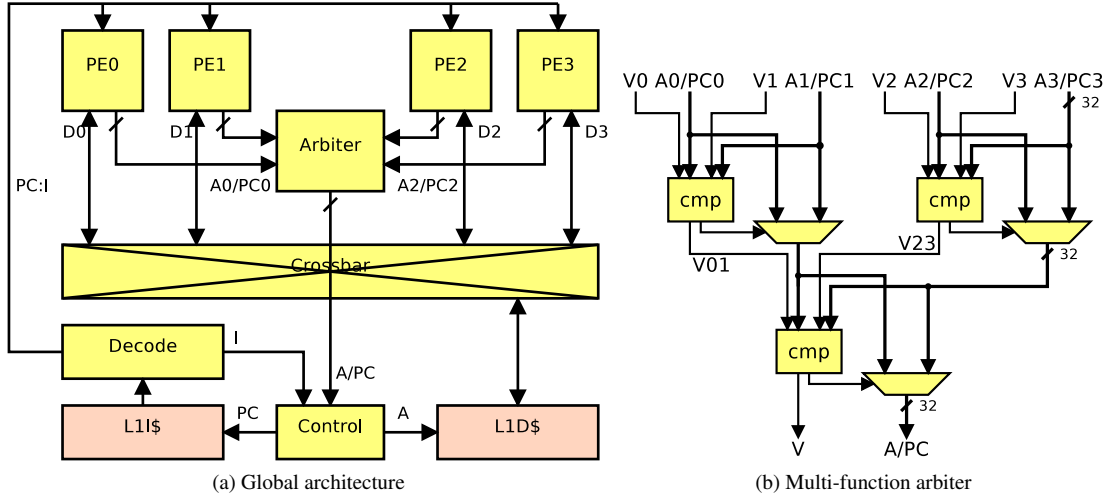 PE0
PE1
PE2
PE3
D0
D1
D2
D3
Arbiter
A0/PC0
A2/PC2
PC:I
Crossbar
Decode
I
A/PC
L1I$
PC
Control
A
L1D$
(a) Global architecture
V0 A0/PC0
V1 A1/PC1
V2 A2/PC2
V3 A3/PC3
32
cmp
cmp
V01
V23
32
cmp
32
V
A/PC
(b) Multi-function arbiter